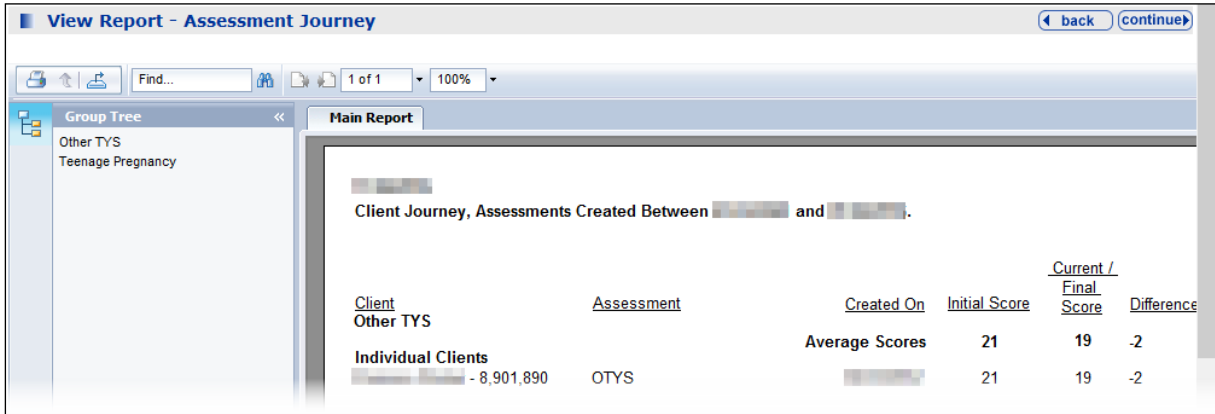 View Report - Assessment Journey
back
continue
Find...
1 of 1
100%
Group Tree
«
Main Report
Other TYS
Teenage Pregnancy
Client Journey, Assessments Created Between and .
Client Assessment Created On Initial Score Current / Final Score Difference
Other TYS
Average Scores 21 19 -2
Individual Clients
- 8,901,890 OTYS 21 19 -2